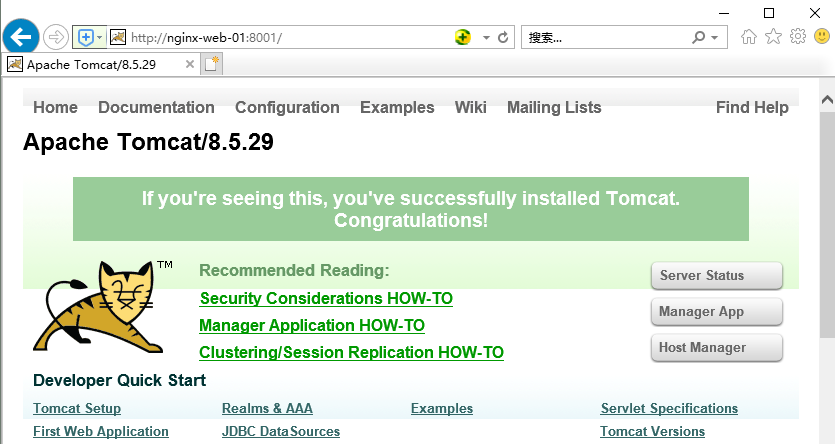 http://nginx-web-01:8001/
搜索...
Apache Tomcat/8.5.29
Home Documentation Configuration Examples Wiki Mailing Lists Find Help
Apache Tomcat/8.5.29
If you're seeing this, you've successfully installed Tomcat.
Congratulations!
TM
Recommended Reading:
Security Considerations HOW-TO
Manager Application HOW-TO
Clustering/Session Replication HOW-TO
Server Status
Manager App
Host Manager
Developer Quick Start
Tomcat Setup Realms & AAA Examples Servlet Specifications
First Web Application JDBC DataSources Tomcat Versions